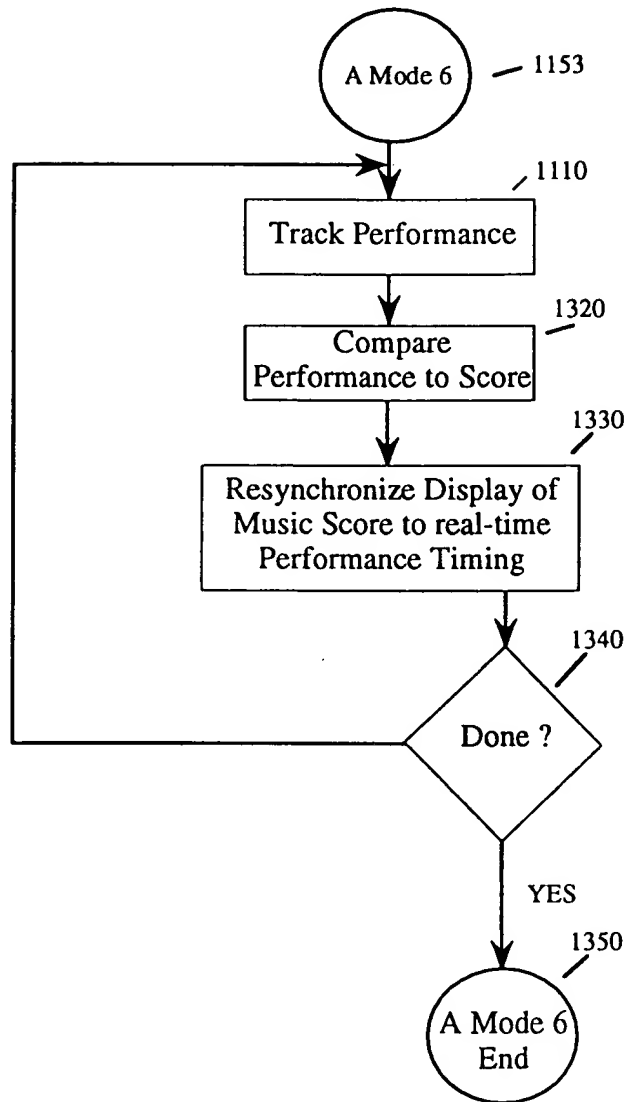 A Mode 6
1153
1110
Track Performance
1320
Compare
Performance to Score
1330
Resynchronize Display of
Music Score to real-time
Performance Timing
1340
Done ?
YES
1350
A Mode 6
End